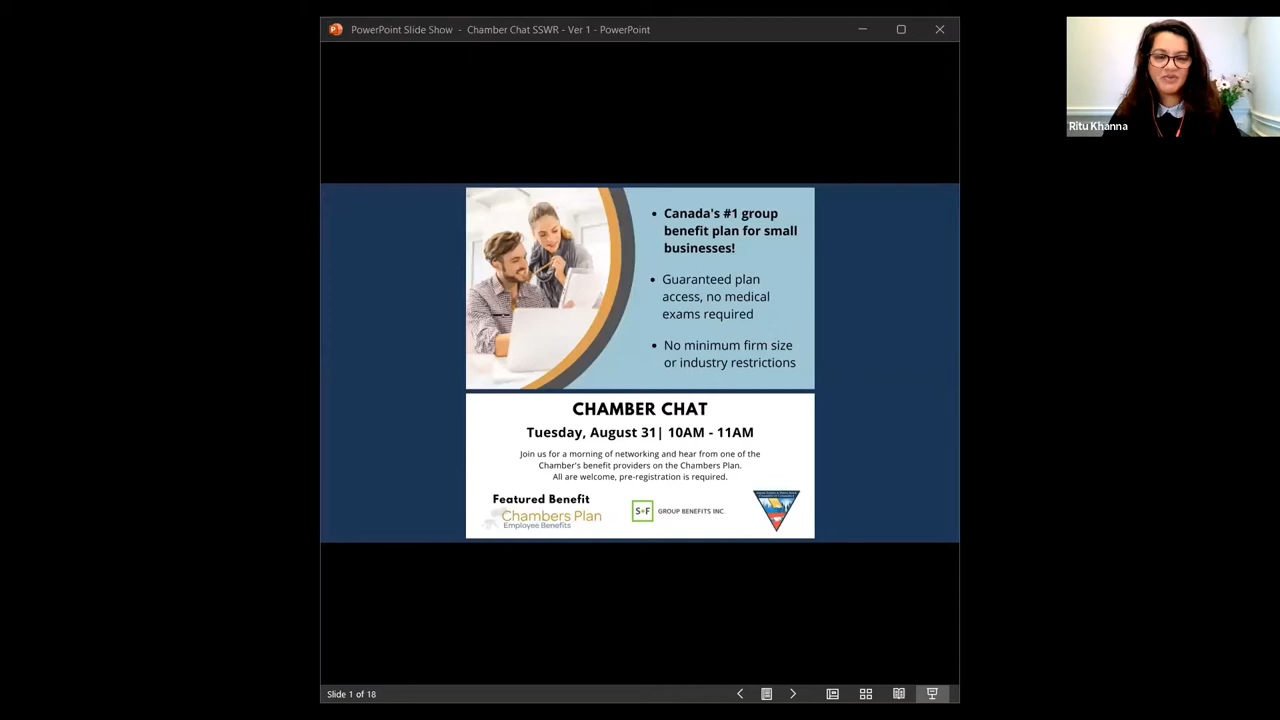 PowerPoint Slide Show - Chamber Chat SSWR - Ver 1 - PowerPoint
Ritu Khanna
• Canada's #1 group
benefit plan for small
businesses!
• Guaranteed plan
access, no medical
exams required
• No minimum firm size
or industry restrictions
CHAMBER CHAT
Tuesday, August 31| 10AM - 11AM
Join us for a morning of networking and hear from one of the
Chamber's benefit providers on the Chambers Plan.
All are welcome, pre-registration is required.
Featured Benefit
Chambers Plan
Employee Benefits
S+F GROUP BENEFITS INC
Slide 1 of 18